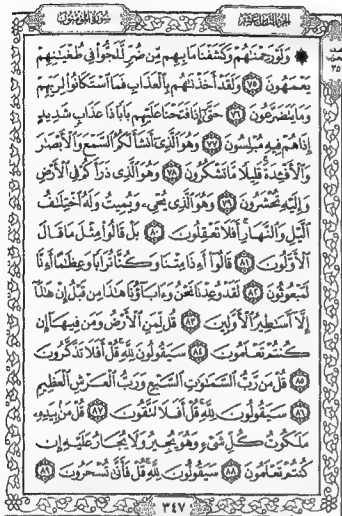 الجزء الثامن عشر
سورة المؤمنون
نصف
الحزب
٣٥
۞ وَلَوْ رَحِمْنَٰهُمْ وَكَشَفْنَا مَا بِهِم مِّن ضُرٍّ لَّلَجُّوا۟ فِى طُغْيَٰنِهِمْ
يَعْمَهُونَ ٧٥ وَلَقَدْ أَخَذْنَٰهُم بِٱلْعَذَابِ فَمَا ٱسْتَكَانُوا۟ لِرَبِّهِمْ
وَمَا يَتَضَرَّعُونَ ٧٦ حَتَّىٰٓ إِذَا فَتَحْنَا عَلَيْهِم بَابًا ذَا عَذَابٍ شَدِيدٍ
إِذَا هُمْ فِيهِ مُبْلِسُونَ ٧٧ وَهُوَ ٱلَّذِىٓ أَنشَأَ لَكُمُ ٱلسَّمْعَ وَٱلْأَبْصَٰرَ
وَٱلْأَفْـِٔدَةَ ۚ قَلِيلًا مَّا تَشْكُرُونَ ٧٨ وَهُوَ ٱلَّذِى ذَرَأَكُمْ فِى ٱلْأَرْضِ
وَإِلَيْهِ تُحْشَرُونَ ٧٩ وَهُوَ ٱلَّذِى يُحْىِۦ وَيُمِيتُ وَلَهُ ٱخْتِلَٰفُ
ٱلَّيْلِ وَٱلنَّهَارِ ۚ أَفَلَا تَعْقِلُونَ ٨٠ بَلْ قَالُوا۟ مِثْلَ مَا قَالَ
ٱلْأَوَّلُونَ ٨١ قَالُوٓا۟ أَءِذَا مِتْنَا وَكُنَّا تُرَابًا وَعِظَٰمًا أَءِنَّا
لَمَبْعُوثُونَ ٨٢ لَقَدْ وُعِدْنَا نَحْنُ وَءَابَآؤُنَا هَٰذَا مِن قَبْلُ إِنْ هَٰذَآ
إِلَّآ أَسَٰطِيرُ ٱلْأَوَّلِينَ ٨٣ قُل لِّمَنِ ٱلْأَرْضُ وَمَن فِيهَآ إِن
كُنتُمْ تَعْلَمُونَ ٨٤ سَيَقُولُونَ لِلَّهِ ۚ قُلْ أَفَلَا تَذَكَّرُونَ
٨٥ قُلْ مَن رَّبُّ ٱلسَّمَٰوَٰتِ ٱلسَّبْعِ وَرَبُّ ٱلْعَرْشِ ٱلْعَظِيمِ
٨٦ سَيَقُولُونَ لِلَّهِ ۚ قُلْ أَفَلَا تَتَّقُونَ ٨٧ قُلْ مَنۢ بِيَدِهِۦ
مَلَكُوتُ كُلِّ شَىْءٍ وَهُوَ يُجِيرُ وَلَا يُجَارُ عَلَيْهِ إِن
كُنتُمْ تَعْلَمُونَ ٨٨ سَيَقُولُونَ لِلَّهِ ۚ قُلْ فَأَنَّىٰ تُسْحَرُونَ ٨٩
٣٤٧